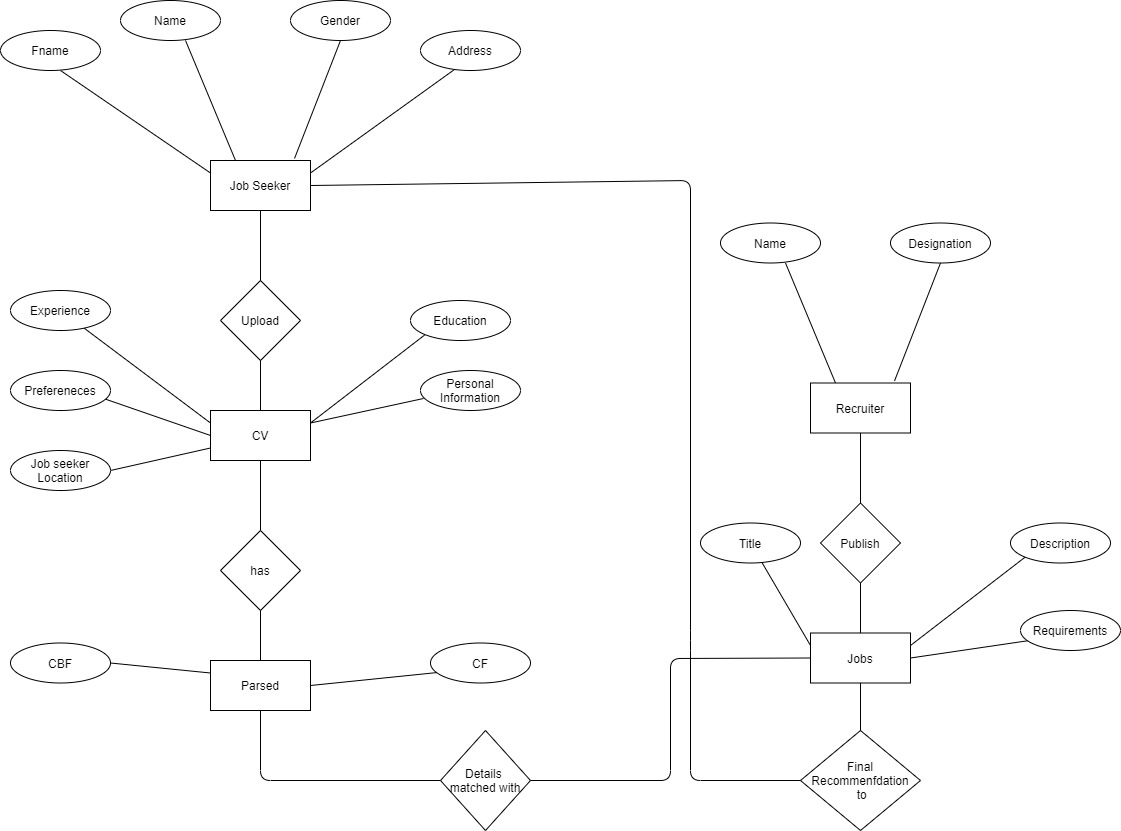 Name
Gender
Fname
Address
Job Seeker
Name
Designation
Experience
Upload
Education
Prefereneces
Personal
Information
Recruiter
CV
Job seeker
Location
Title
Publish
Description
has
Requirements
CBF
CF
Jobs
Parsed
Details
matched with
Final
Recommenfdation
to